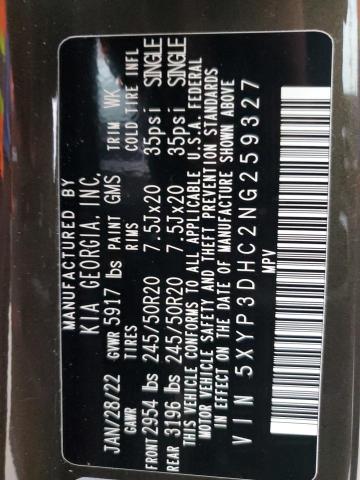 MANUFACTURED BY
KIA GEORGIA, INC.
JAN/28/22 GVWR 5917 lbs PAINT GMS TRIM WK
GAWR TIRES RIMS COLD TIRE INFL
FRONT 2954 lbs 245/50R20 7.5Jx20 35psi SINGLE
REAR 3196 lbs 245/50R20 7.5Jx20 35psi SINGLE
THIS VEHICLE CONFORMS TO ALL APPLICABLE U.S.A. FEDERAL
MOTOR VEHICLE SAFETY AND THEFT PREVENTION STANDARDS
IN EFFECT ON THE DATE OF MANUFACTURE SHOWN ABOVE
VIN 5XYP3DHC2NG259327
MPV